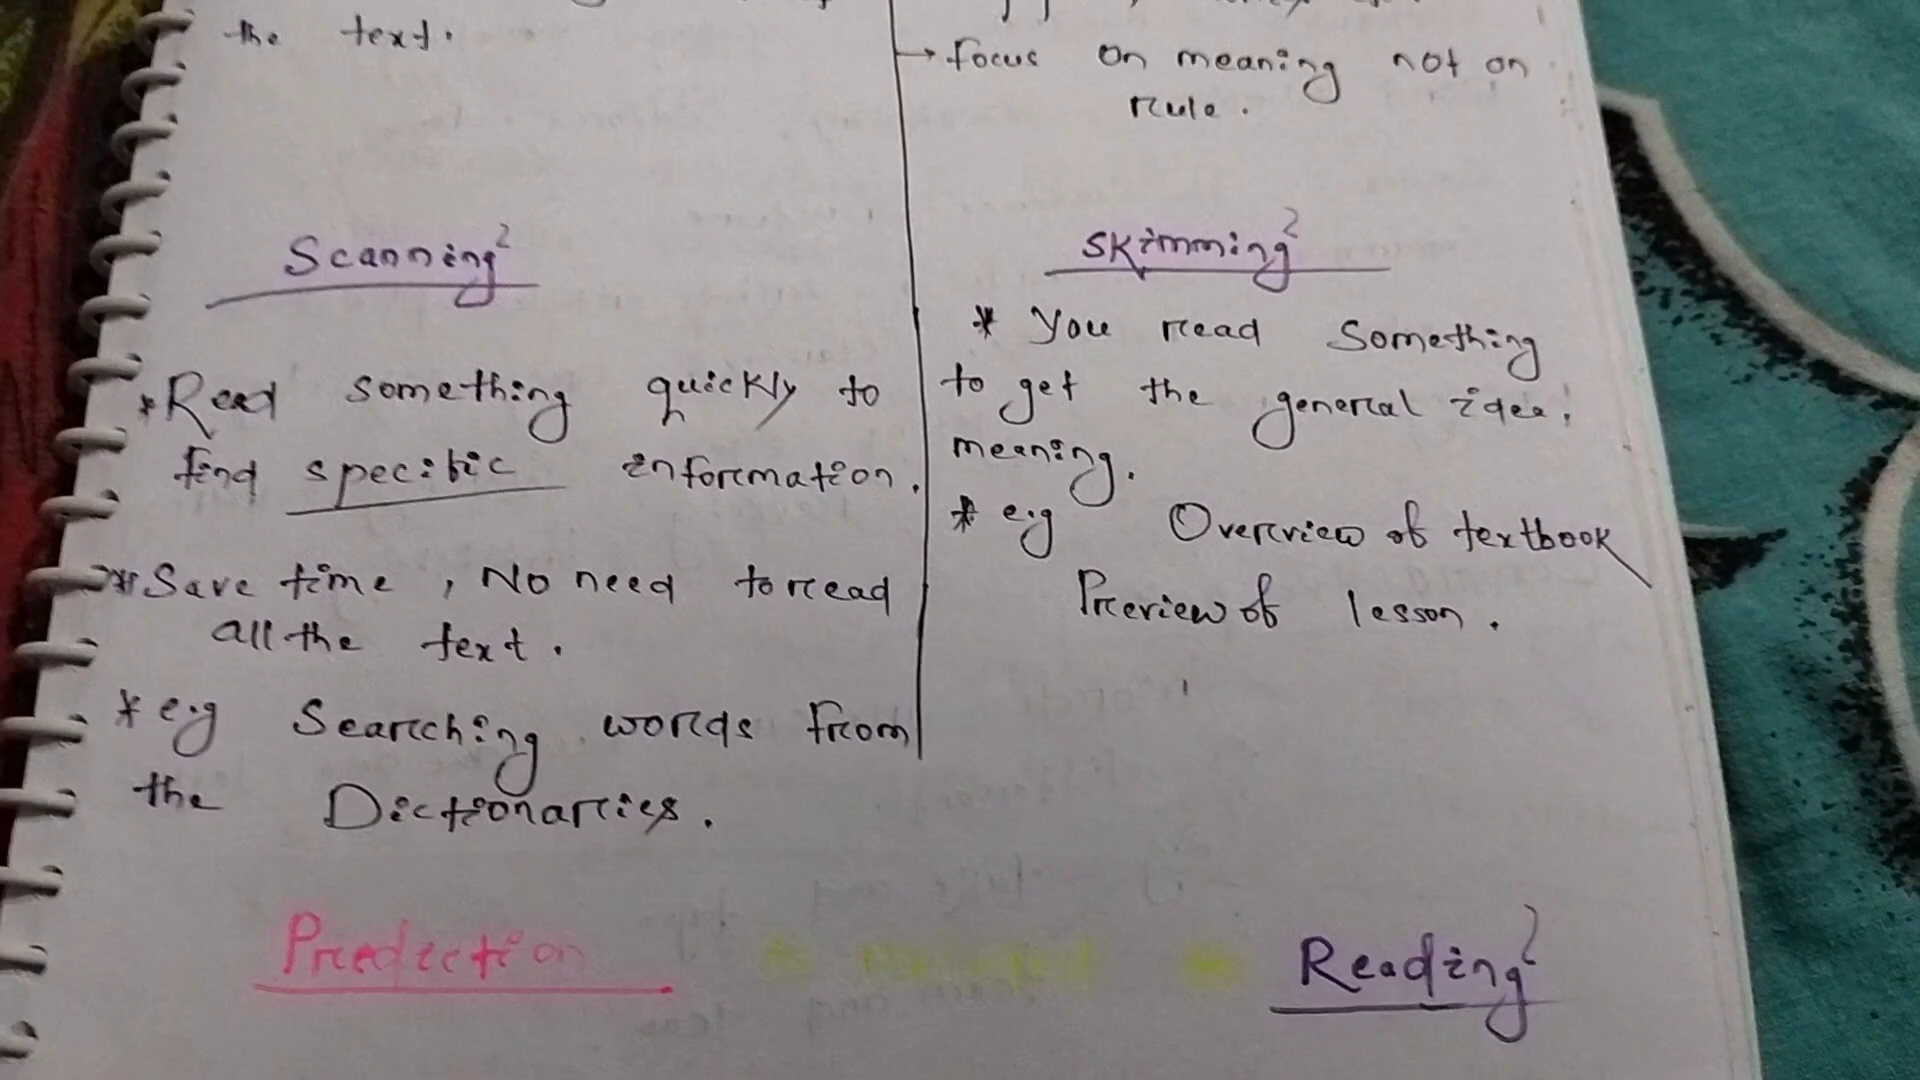 the text.
→ focus on meaning not on
rule.
Scanning
* Read something quickly to
find specific information.
* Save time, No need to read
all the text.
* e.g Searching words from
the Dictionaries.
Skimming
* You read something
to get the general idea,
meaning.
* e.g Overview of textbook
Preview of lesson.
Prediction
Reading